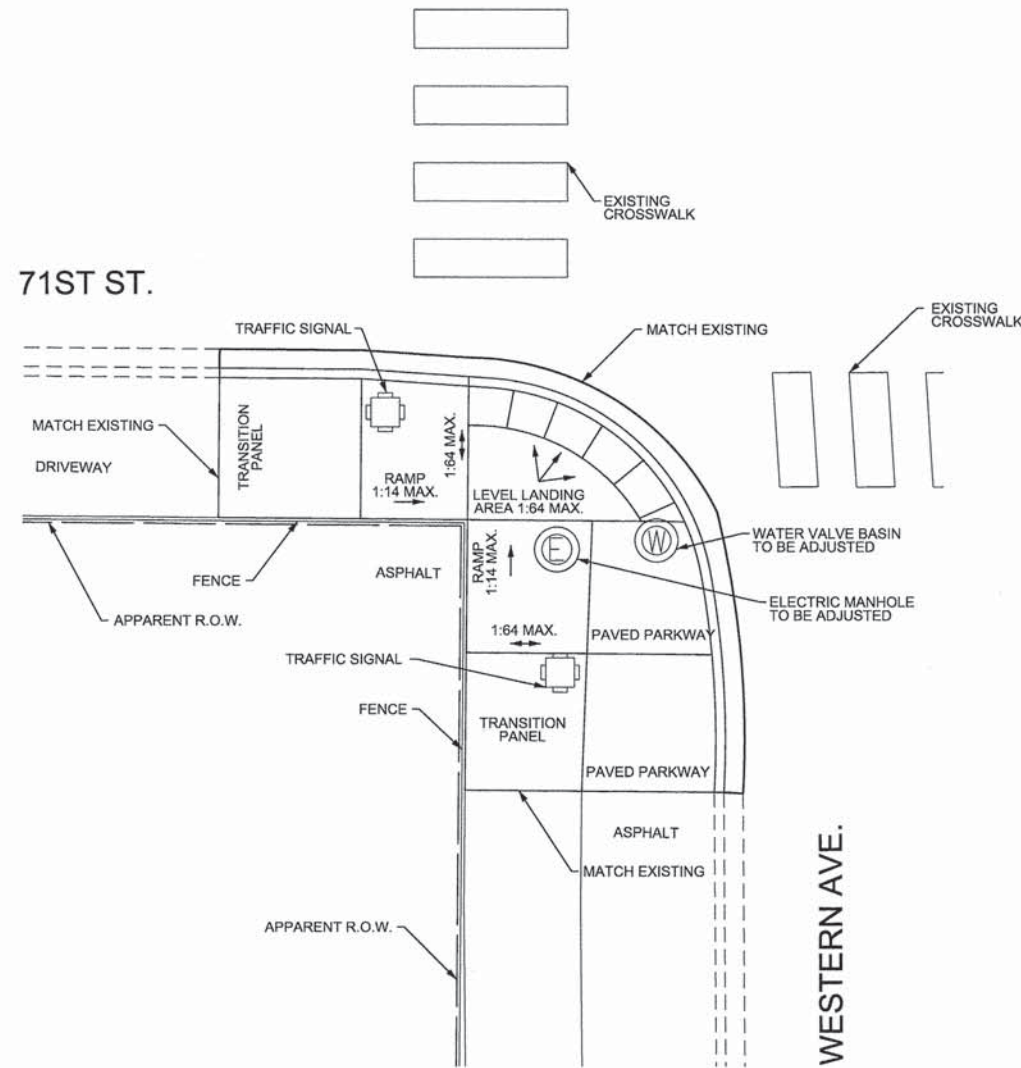 EXISTING
CROSSWALK
71ST ST.
EXISTING
CROSSWALK
TRAFFIC SIGNAL
MATCH EXISTING
MATCH EXISTING
DRIVEWAY
TRANSITION
PANEL
1:64 MAX.
RAMP
1:14 MAX.
LEVEL LANDING
AREA 1:64 MAX.
W
WATER VALVE BASIN
TO BE ADJUSTED
E
FENCE
ASPHALT
RAMP
1:14 MAX.
APPARENT R.O.W.
ELECTRIC MANHOLE
TO BE ADJUSTED
1:64 MAX.
PAVED PARKWAY
TRAFFIC SIGNAL
FENCE
TRANSITION
PANEL
PAVED PARKWAY
ASPHALT
MATCH EXISTING
APPARENT R.O.W.
WESTERN AVE.